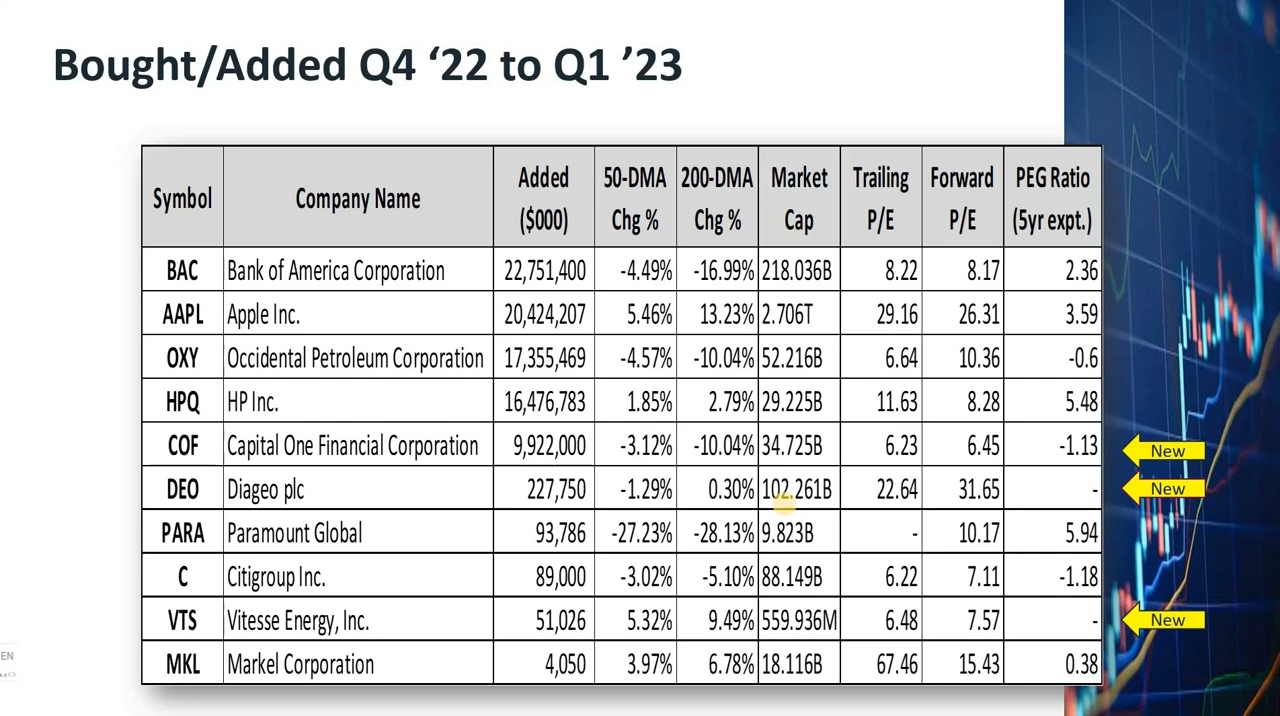 Bought/Added Q4 ‘22 to Q1 ’23
Symbol Company Name Added ($000) 50-DMA Chg % 200-DMA Chg % Market Cap Trailing P/E Forward P/E PEG Ratio (5yr expt.)
BAC Bank of America Corporation 22,751,400 -4.49% -16.99% 218.036B 8.22 8.17 2.36
AAPL Apple Inc. 20,424,207 5.46% 13.23% 2.706T 29.16 26.31 3.59
OXY Occidental Petroleum Corporation 17,355,469 -4.57% -10.04% 52.216B 6.64 10.36 -0.6
HPQ HP Inc. 16,476,783 1.85% 2.79% 29.225B 11.63 8.28 5.48
COF Capital One Financial Corporation 9,922,000 -3.12% -10.04% 34.725B 6.23 6.45 -1.13 New
DEO Diageo plc 227,750 -1.29% 0.30% 102.261B 22.64 31.65 - New
PARA Paramount Global 93,786 -27.23% -28.13% 9.823B - 10.17 5.94
C Citigroup Inc. 89,000 -3.02% -5.10% 88.149B 6.22 7.11 -1.18
VTS Vitesse Energy, Inc. 51,026 5.32% 9.49% 559.936M 6.48 7.57 - New
MKL Markel Corporation 4,050 3.97% 6.78% 18.116B 67.46 15.43 0.38
EN